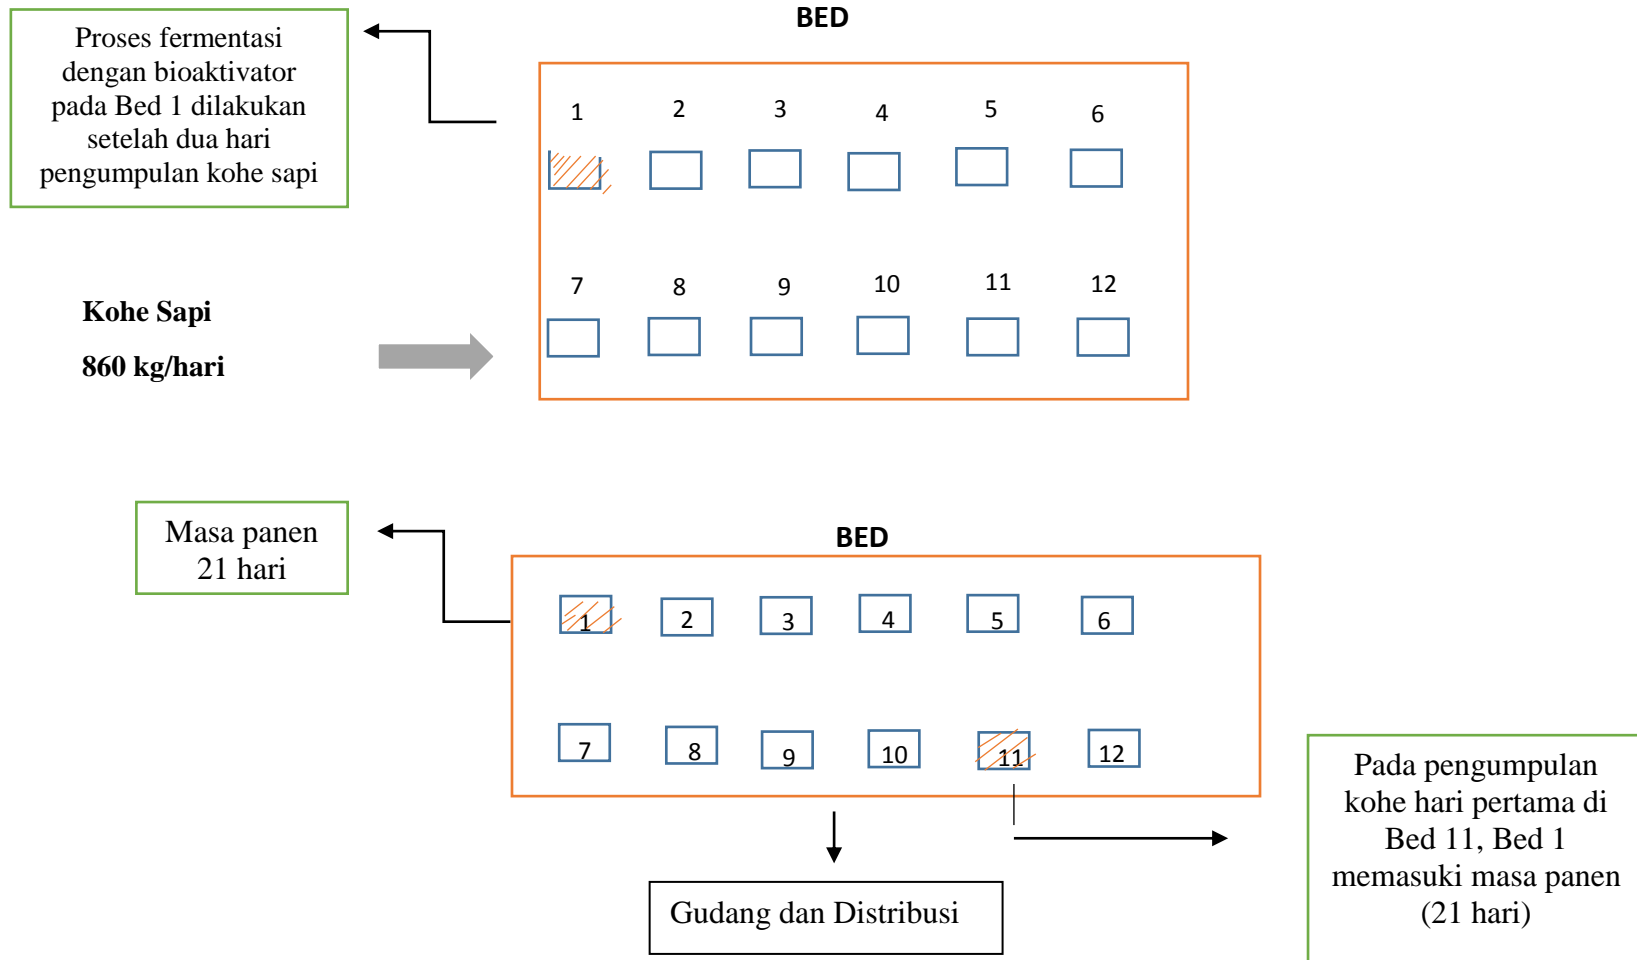 BED
Proses fermentasi
dengan bioaktivator
pada Bed 1 dilakukan
setelah dua hari
pengumpulan kohe sapi
1 2 3 4 5 6
7 8 9 10 11 12
Kohe Sapi
860 kg/hari
Masa panen
21 hari
BED
1 2 3 4 5 6
7 8 9 10 11 12
Pada pengumpulan
kohe hari pertama di
Bed 11, Bed 1
memasuki masa panen
(21 hari)
Gudang dan Distribusi